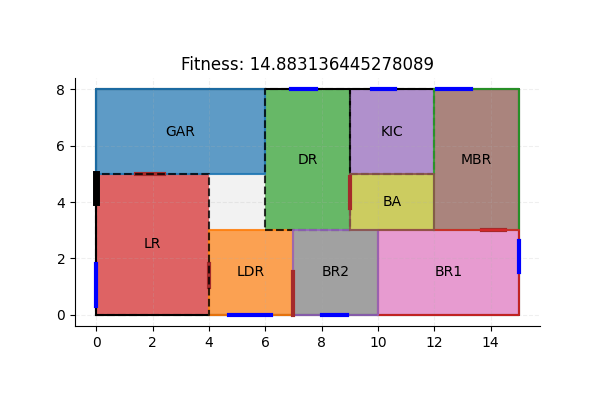 Fitness: 14.883136445278089
8
GAR
DR
KIC
MBR
6
4
BA
LR
2
LDR
BR2
BR1
0
0
2
4
6
8
10
12
14